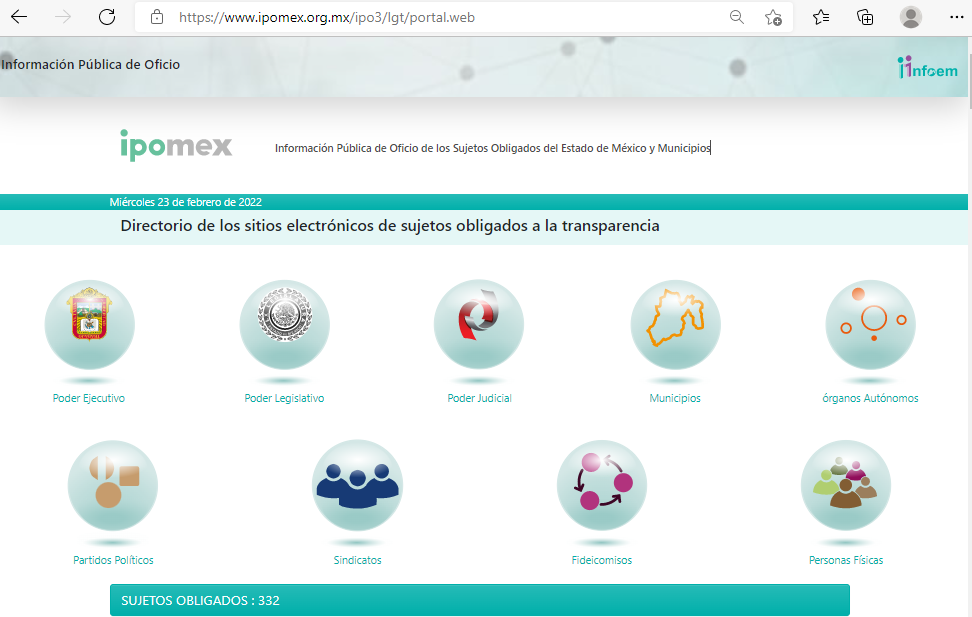 https://www.ipomex.org.mx/ipo3/lgt/portal.web
Información Pública de Oficio
infoem
ipomex
Información Pública de Oficio de los Sujetos Obligados del Estado de México y Municipios
Miércoles 23 de febrero de 2022
Directorio de los sitios electrónicos de sujetos obligados a la transparencia
Poder Ejecutivo
Poder Legislativo
Poder Judicial
Municipios
órganos Autónomos
Partidos Políticos
Sindicatos
Fideicomisos
Personas Físicas
SUJETOS OBLIGADOS : 332